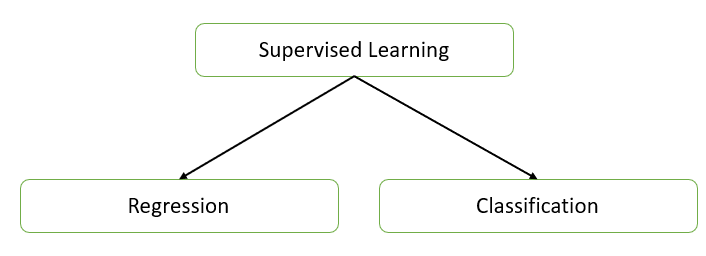 Supervised Learning
Regression
Classification